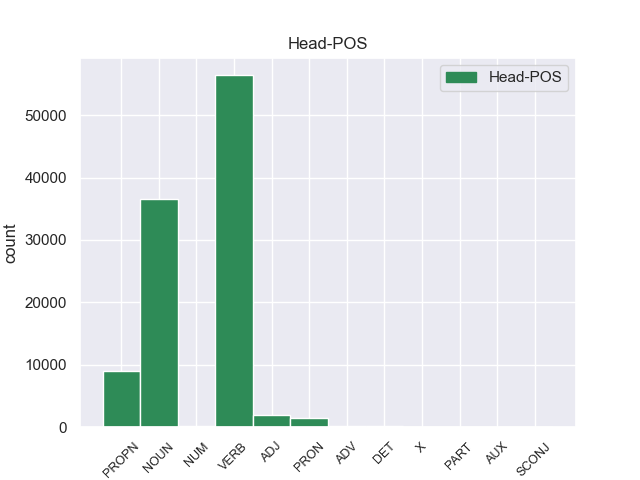 Head-POS
Head-POS
count
50000
40000
30000
20000
10000
0
PROPN
NOUN
NUM
VERB
ADJ
PRON
ADV
DET
X
PART
AUX
SCONJ